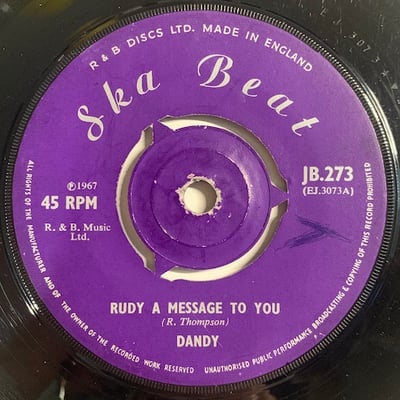 R & B DISCS LTD. MADE IN ENGLAND
Ska Beat
℗1967
45 RPM
R. & B. Music
Ltd.
JB.273
(EJ.3073A)
RUDY A MESSAGE TO YOU
(R. Thompson)
DANDY
ALL RIGHTS OF THE MANUFACTURER AND OF THE OWNER OF THE RECORDED WORK RESERVED UNAUTHORISED PUBLIC PERFORMANCE BROADCASTING & COPYING OF THIS RECORD PROHIBITED